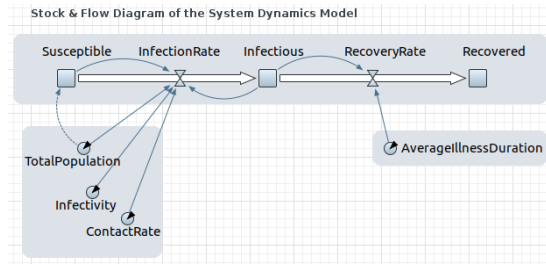 Stock & Flow Diagram of the System Dynamics Model
Susceptible InfectionRate Infectious RecoveryRate Recovered
TotalPopulation
AverageIllnessDuration
Infectivity
ContactRate